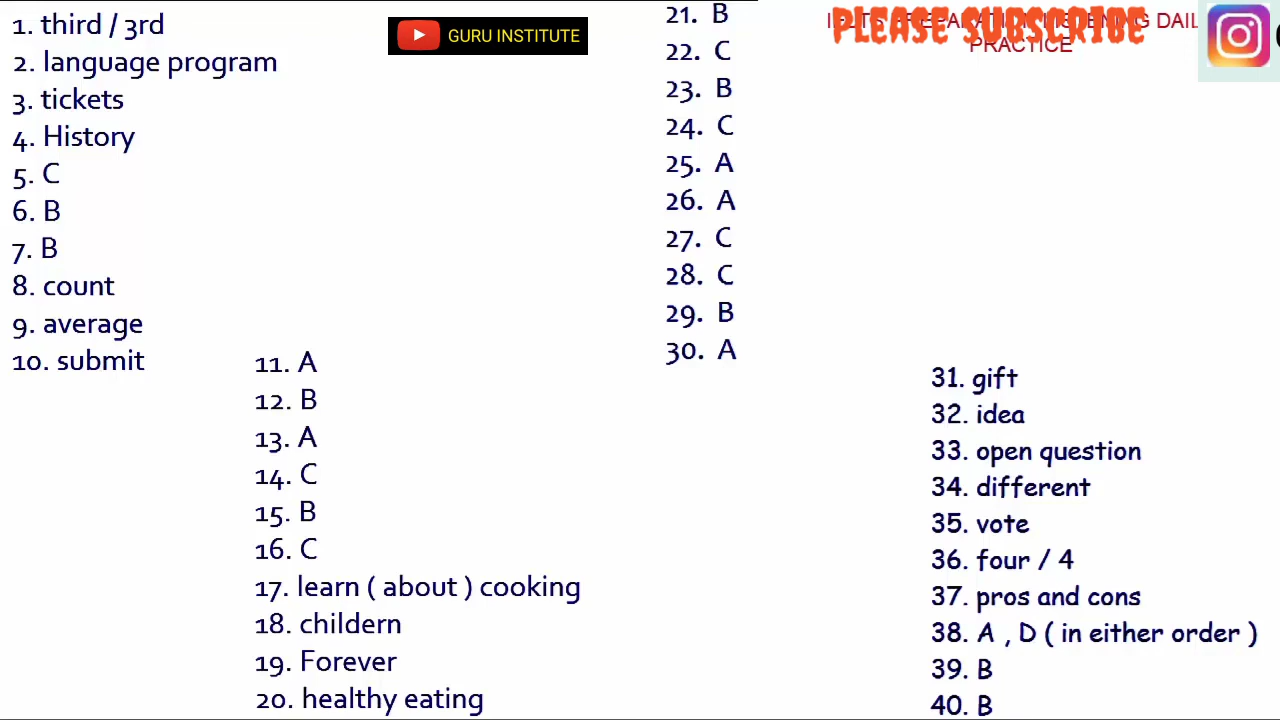 1. third / 3rd
2. language program
3. tickets
4. History
5. C
6. B
7. B
8. count
9. average
10. submit
GURU INSTITUTE
11. A
12. B
13. A
14. C
15. B
16. C
17. learn ( about ) cooking
18. childern
19. Forever
20. healthy eating
21. B
22. C
23. B
24. C
25. A
26. A
27. C
28. C
29. B
30. A
PLEASE SUBSCRIBE
DAIL
PRACTICE
31. gift
32. idea
33. open question
34. different
35. vote
36. four / 4
37. pros and cons
38. A , D ( in either order )
39. B
40. B